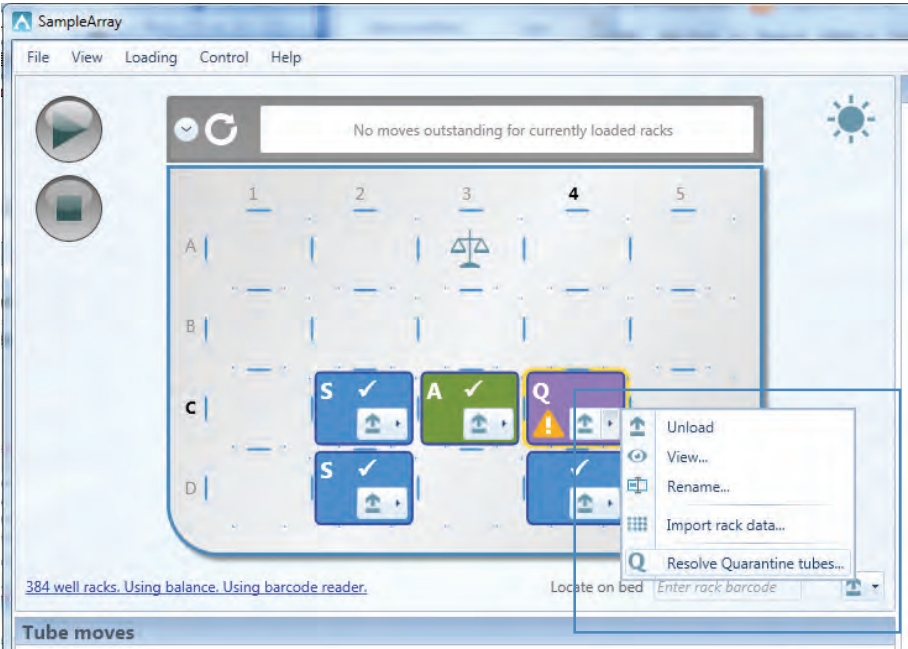 SampleArray
File View Loading Control Help
No moves outstanding for currently loaded racks
1 2 3 4 5
A
B
C
S A Q
D
S
Unload
View...
Rename...
Import rack data...
Resolve Quarantine tubes...
384 well racks. Using balance. Using barcode reader.
Locate on bed Enter rack barcode
Tube moves